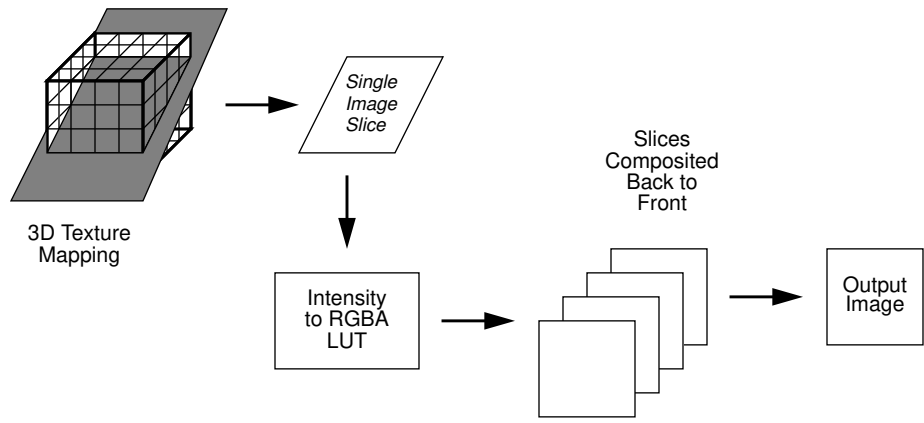 Single
Image
Slice
3D Texture
Mapping
Intensity
to RGBA
LUT
Slices
Composited
Back to
Front
Output
Image